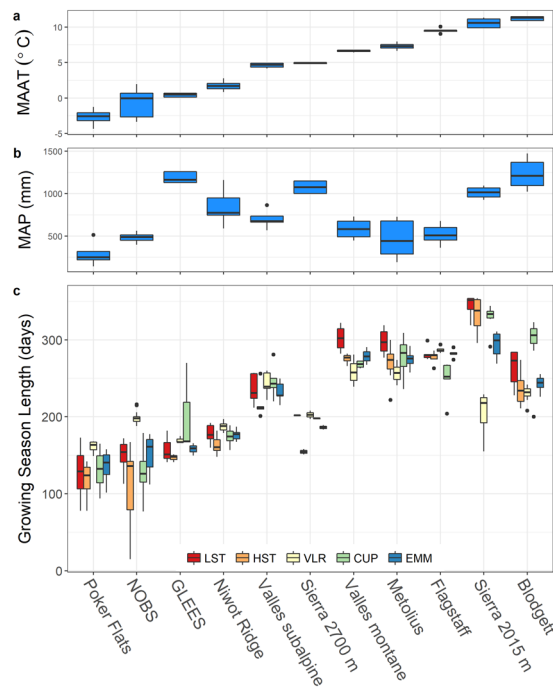 a
MAAT (° C)
10
5
0
-5
b
MAP (mm)
1500
1000
500
c
Growing Season Length (days)
300
200
100
0
LST HST VLR CUP EMM
Poker Flats
NOBS
GLEES
Niwot Ridge
Valles subalpine
Sierra 2700 m
Valles montane
Metolius
Flagstaff
Sierra 2015 m
Blodgett